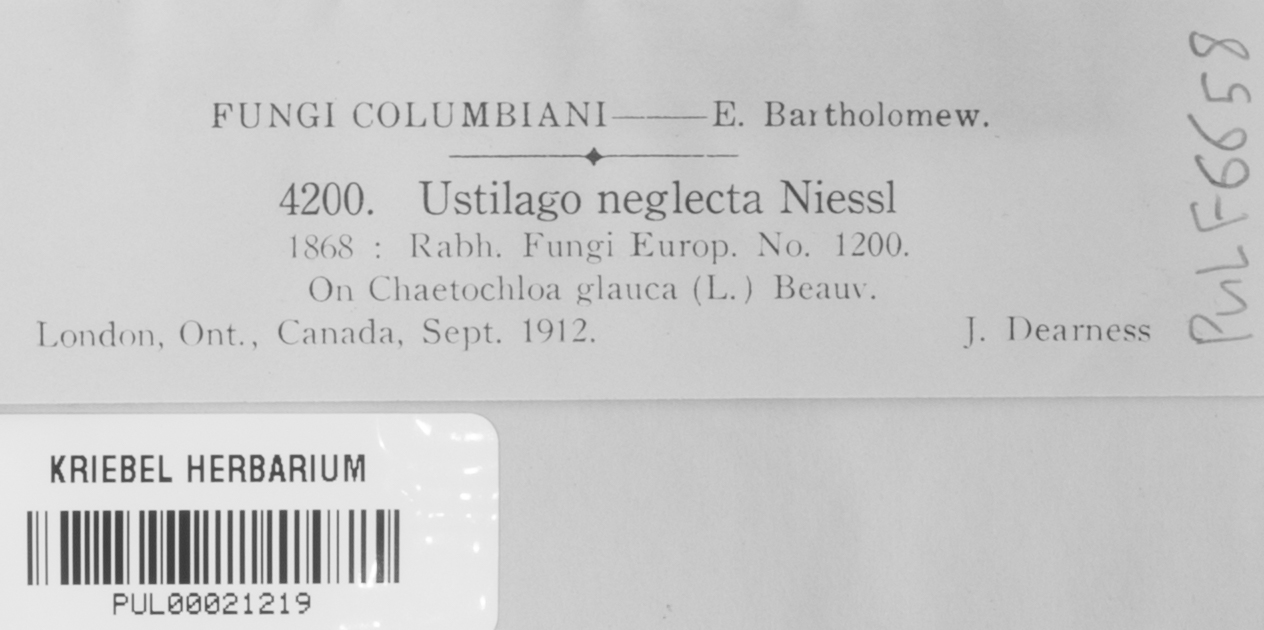 FUNGI COLUMBIANI——E. Bartholomew.
4200. Ustilago neglecta Niessl
1868 : Rabh. Fungi Europ. No. 1200.
On Chaetochloa glauca (L.) Beauv.
London, Ont., Canada, Sept. 1912. J. Dearness
PUL F6658
KRIEBEL HERBARIUM
PUL00021219